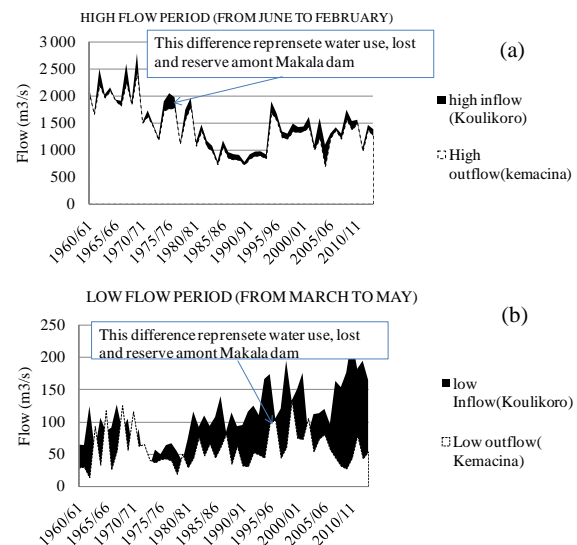 HIGH FLOW PERIOD (FROM JUNE TO FEBRUARY)
3 000
2 500
2 000
1 500
1 000
500
0
Flow (m3/s)
This difference reprensete water use, lost
and reserve amont Makala dam
(a)
high inflow
(Koulikoro)
High
outflow(kemacina)
1960/61
1965/66
1970/71
1975/76
1980/81
1985/86
1990/91
1995/96
2000/01
2005/06
2010/11
LOW FLOW PERIOD (FROM MARCH TO MAY)
250
200
150
100
50
0
Flow (m3/s)
This difference reprensete water use, lost
and reserve amont Makala dam
(b)
low
Inflow(Koulikoro)
Low outflow(
Kemacina)
1960/61
1965/66
1970/71
1975/76
1980/81
1985/86
1990/91
1995/96
2000/01
2005/06
2010/11